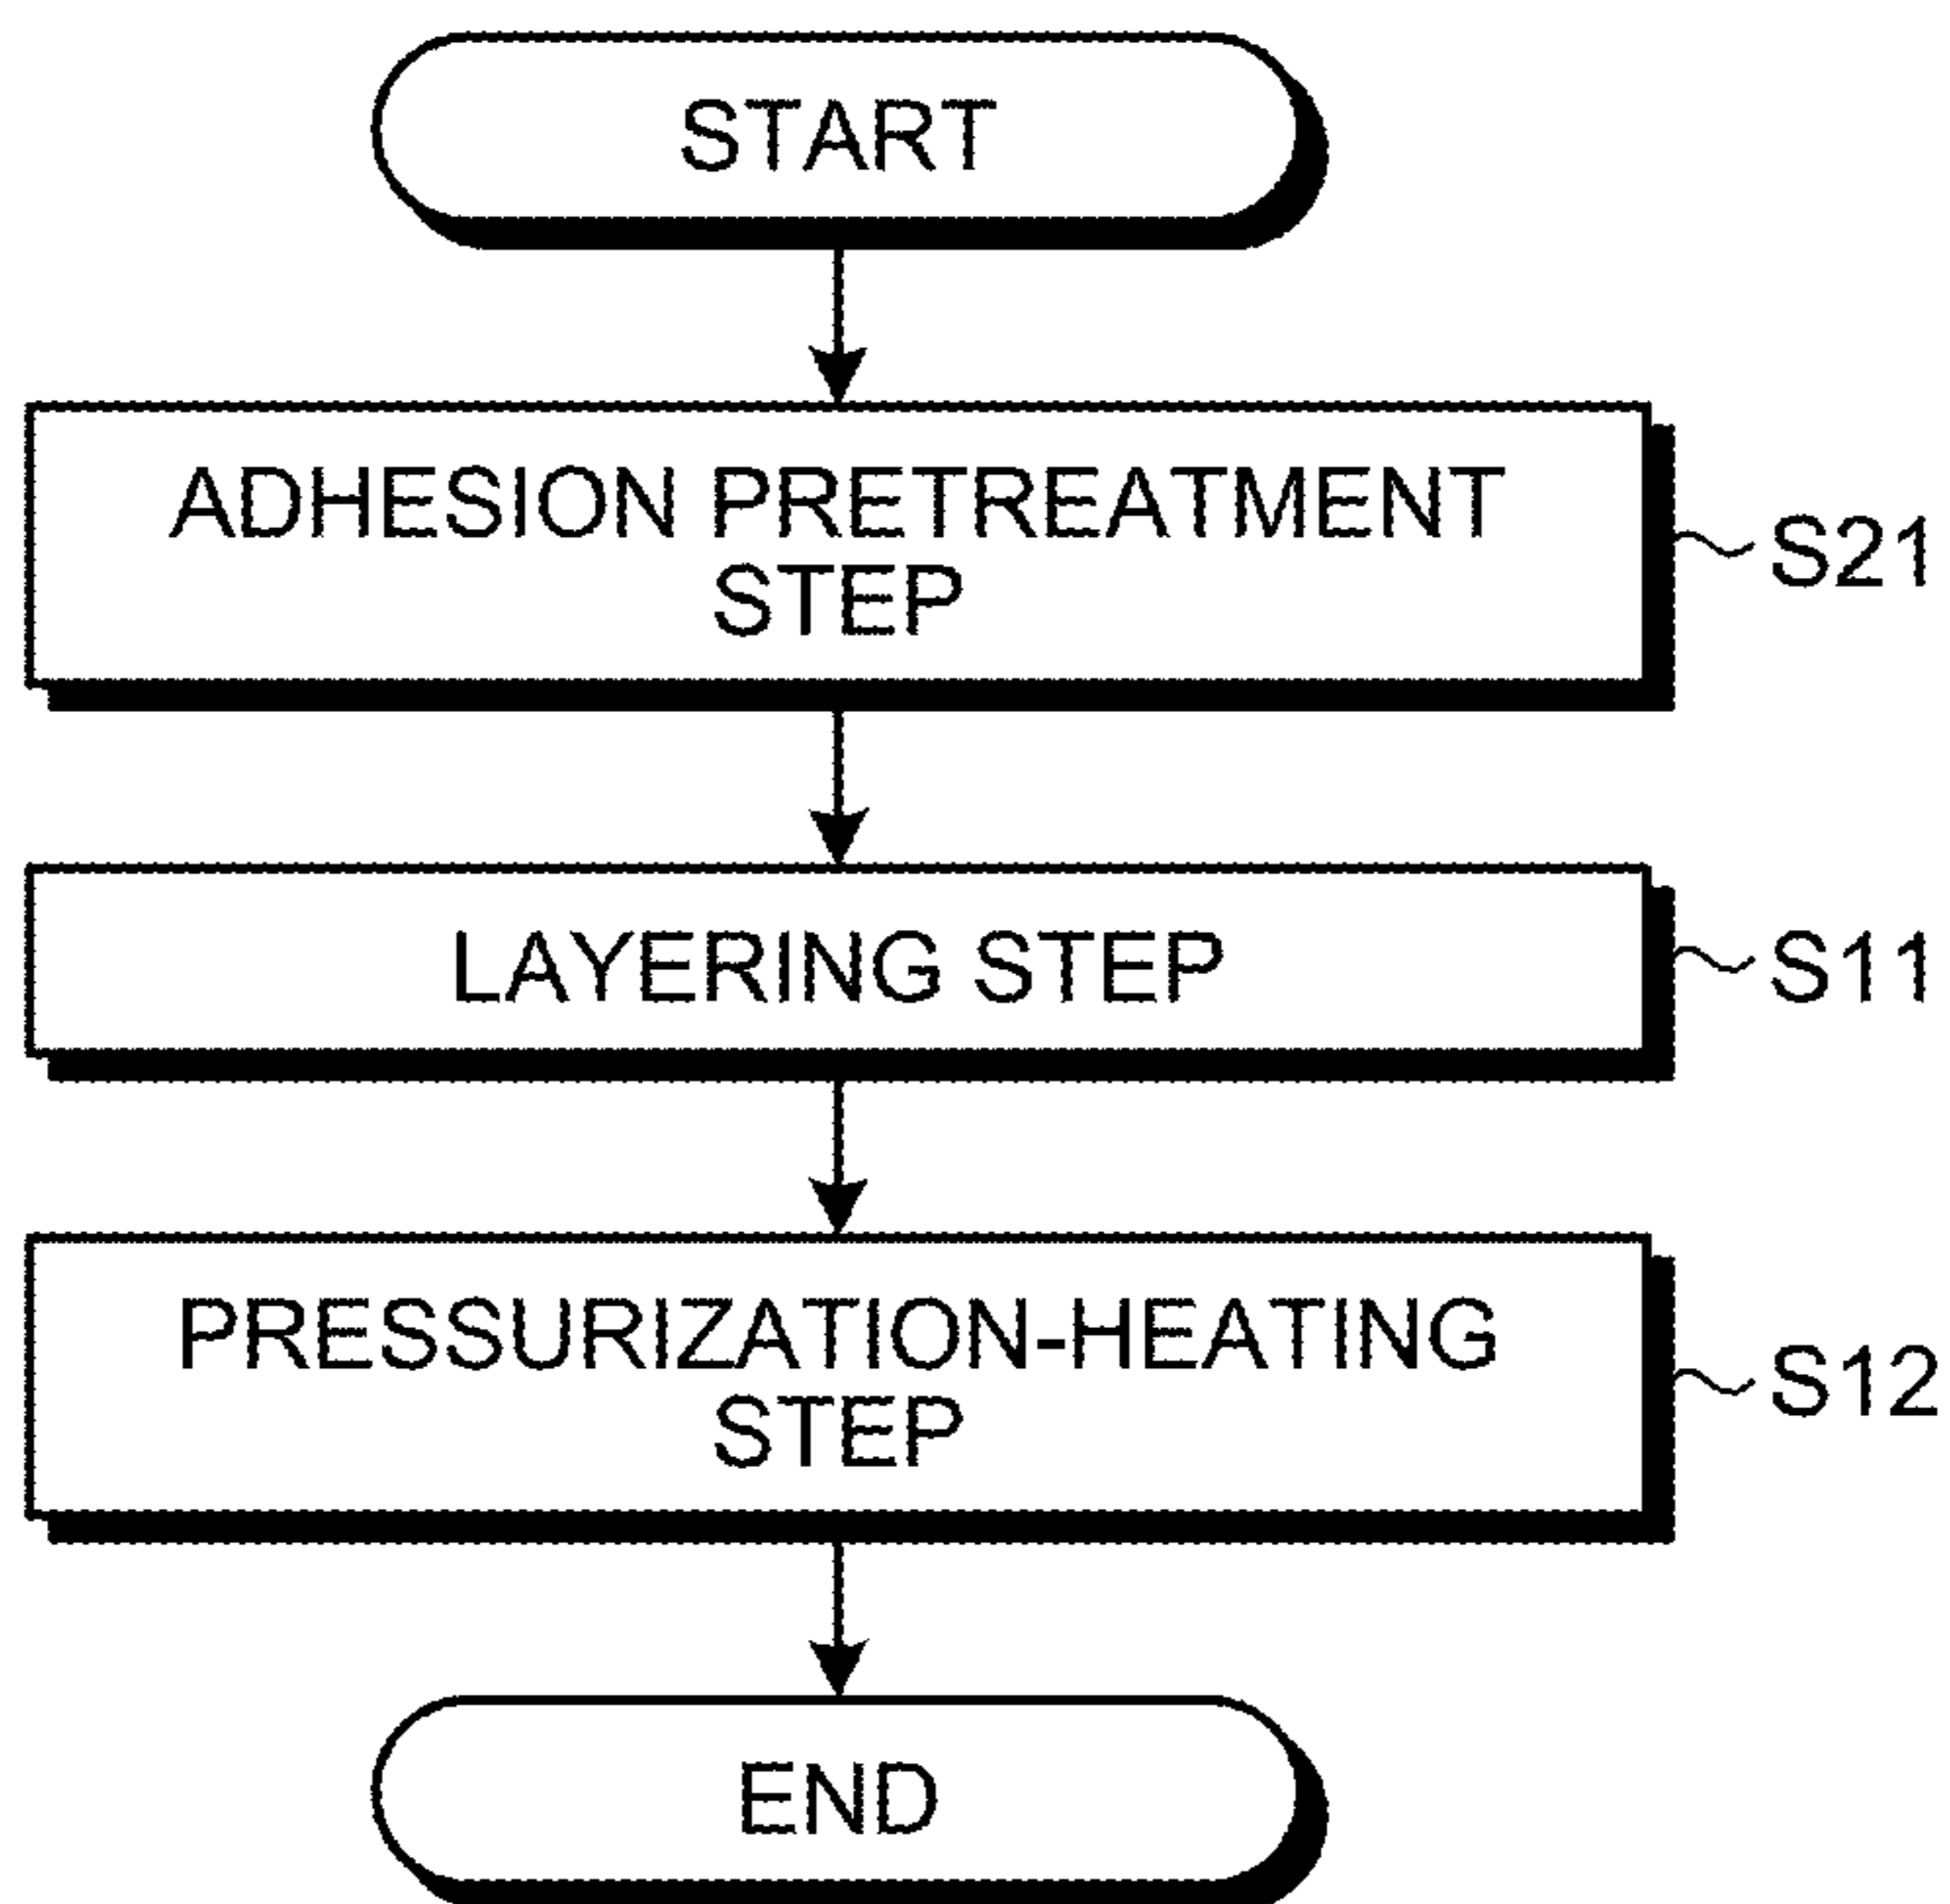 START
ADHESION PRETREATMENT
STEP
S21
LAYERING STEP
S11
PRESSURIZATION-HEATING
STEP
S12
END